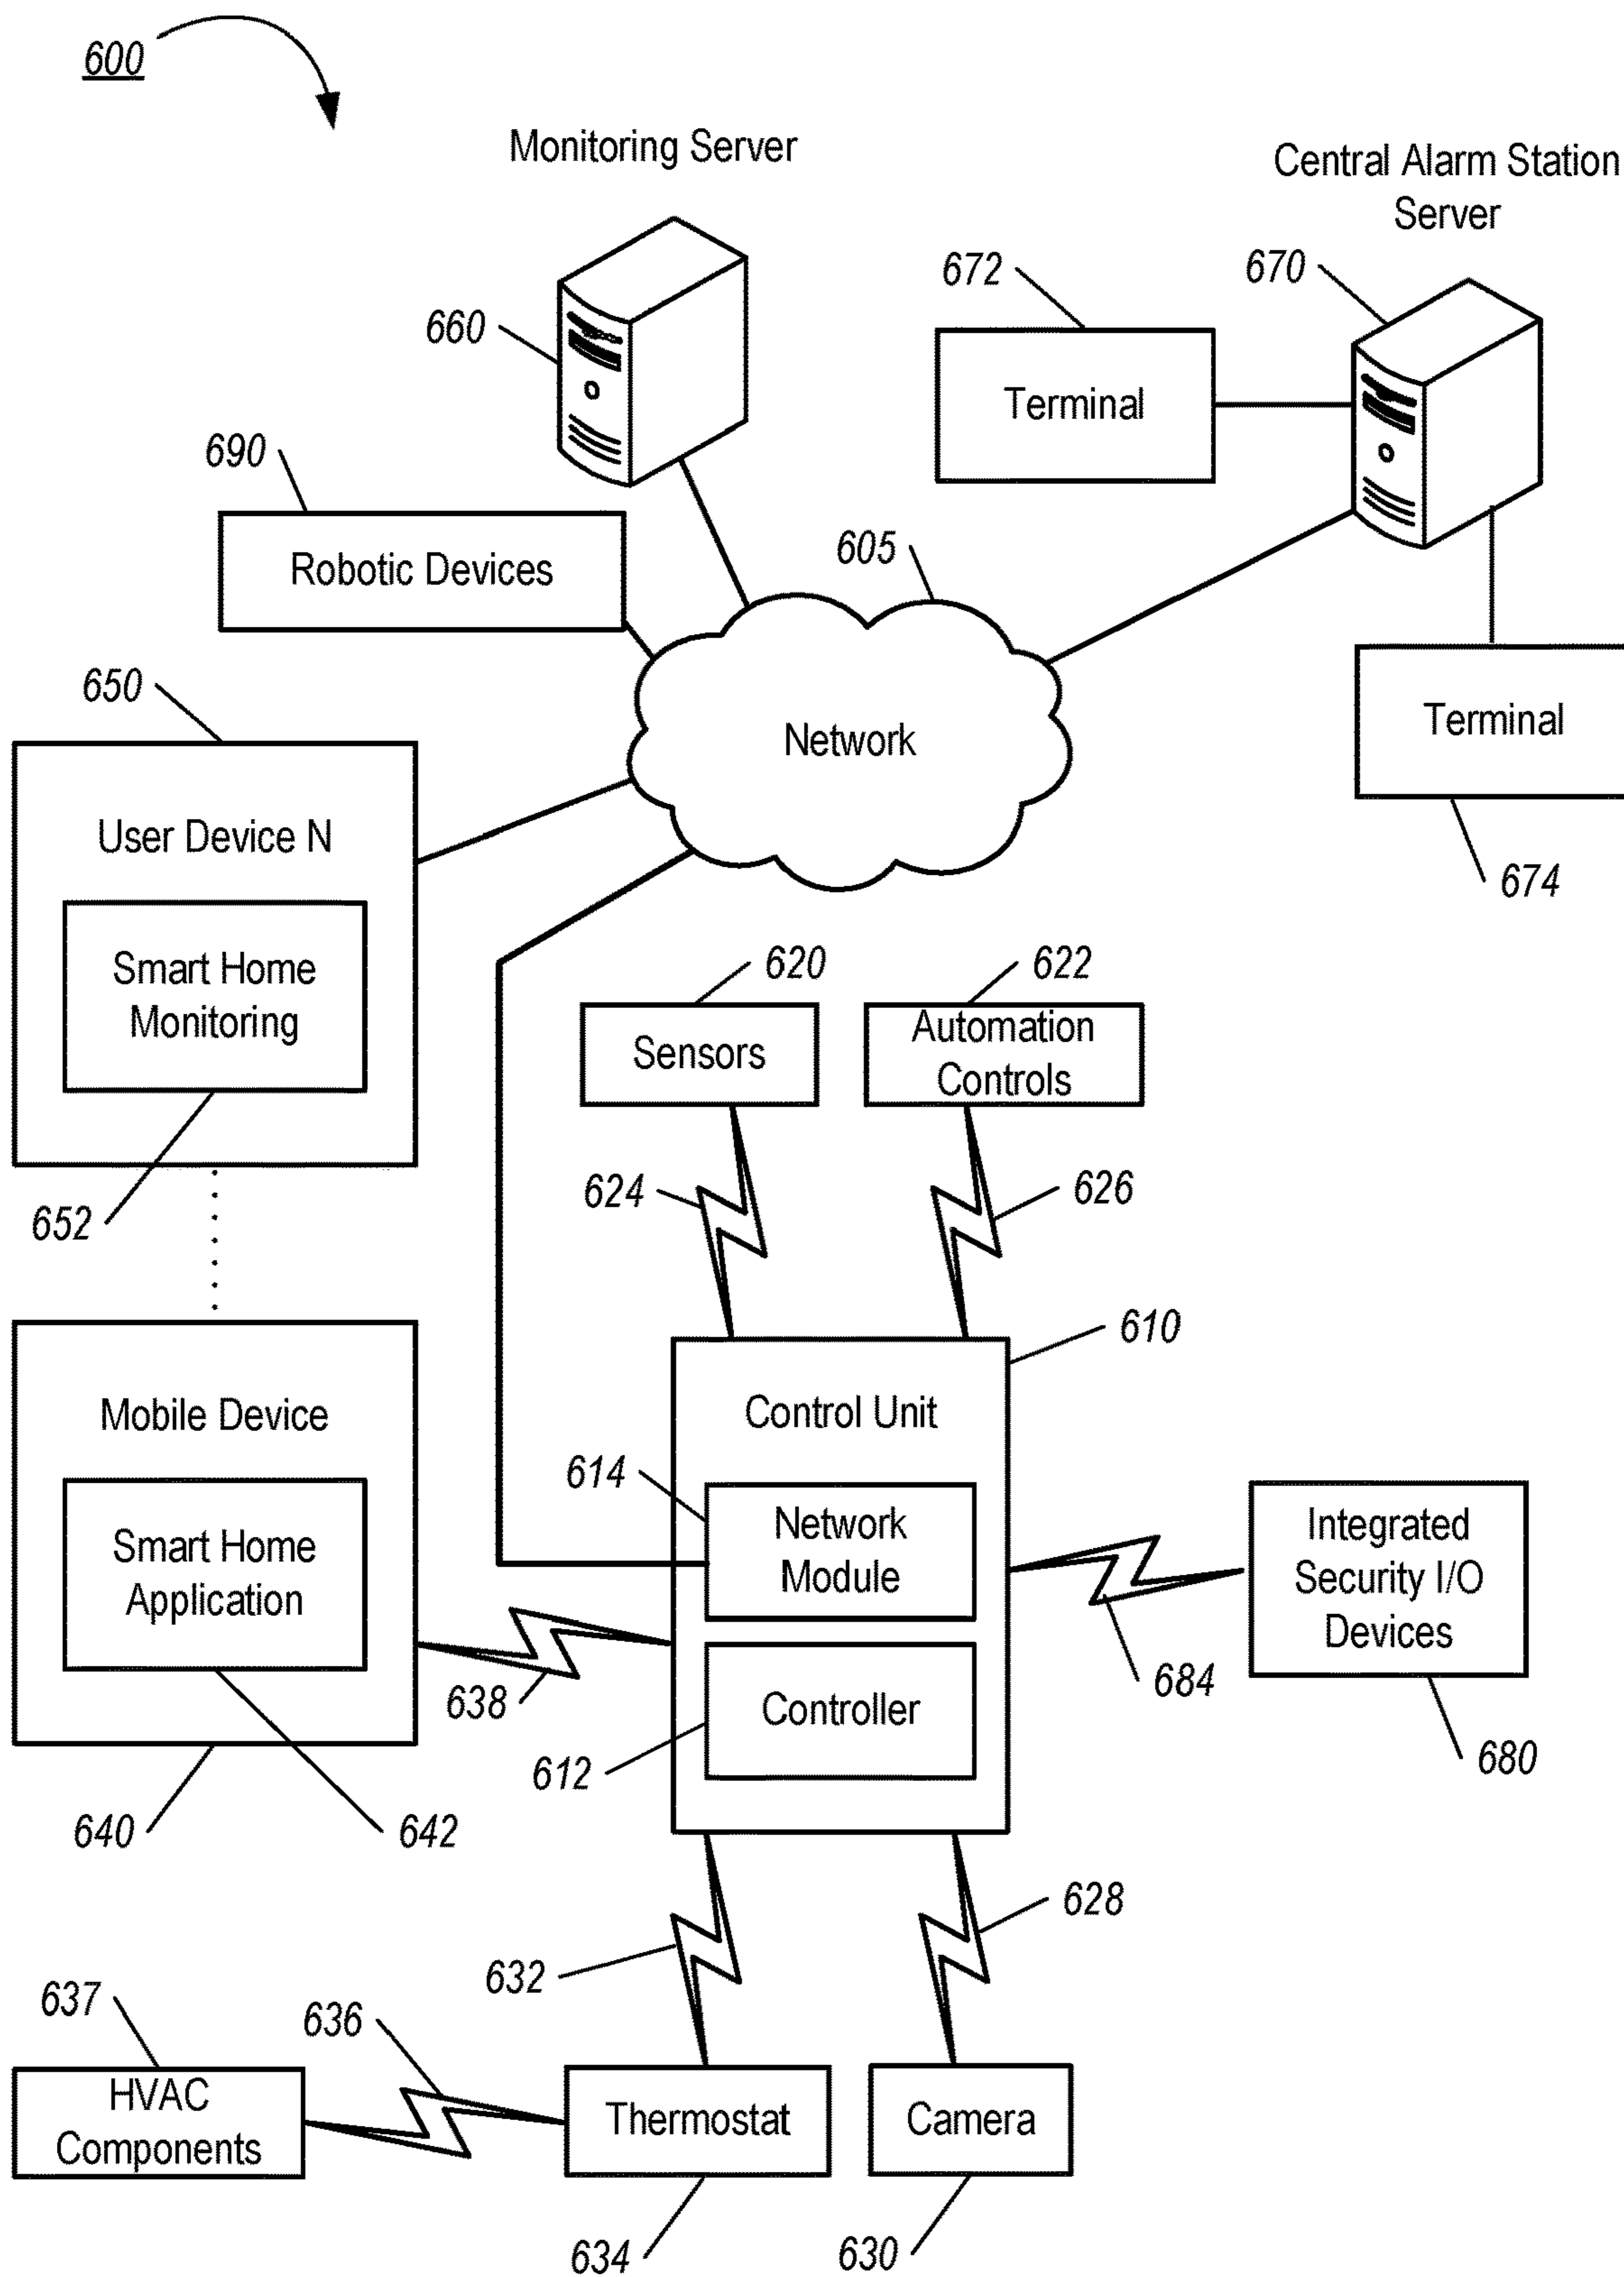 600
Monitoring Server
Central Alarm Station
Server
672
670
660
Terminal
690
Robotic Devices
605
650
Network
Terminal
User Device N
674
Smart Home
Monitoring
620
622
Sensors
Automation
Controls
652
624
626
610
Mobile Device
Control Unit
614
Network
Module
Smart Home
Application
Integrated
Security I/O
Devices
638
684
Controller
612
680
640
642
628
632
637
636
HVAC
Components
Thermostat
Camera
634
630